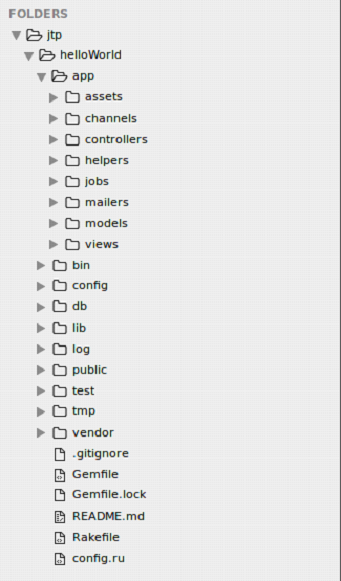 FOLDERS
jtp
helloWorld
app
assets
channels
controllers
helpers
jobs
mailers
models
views
bin
config
db
lib
log
public
test
tmp
vendor
.gitignore
Gemfile
Gemfile.lock
README.md
Rakefile
config.ru